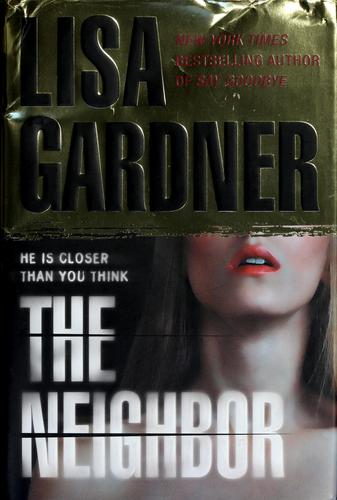 LISA
GARDNER
NEW YORK TIMES
BESTSELLING AUTHOR
OF SAY GOODBYE
HE IS CLOSER
THAN YOU THINK
THE
NEIGHBOR